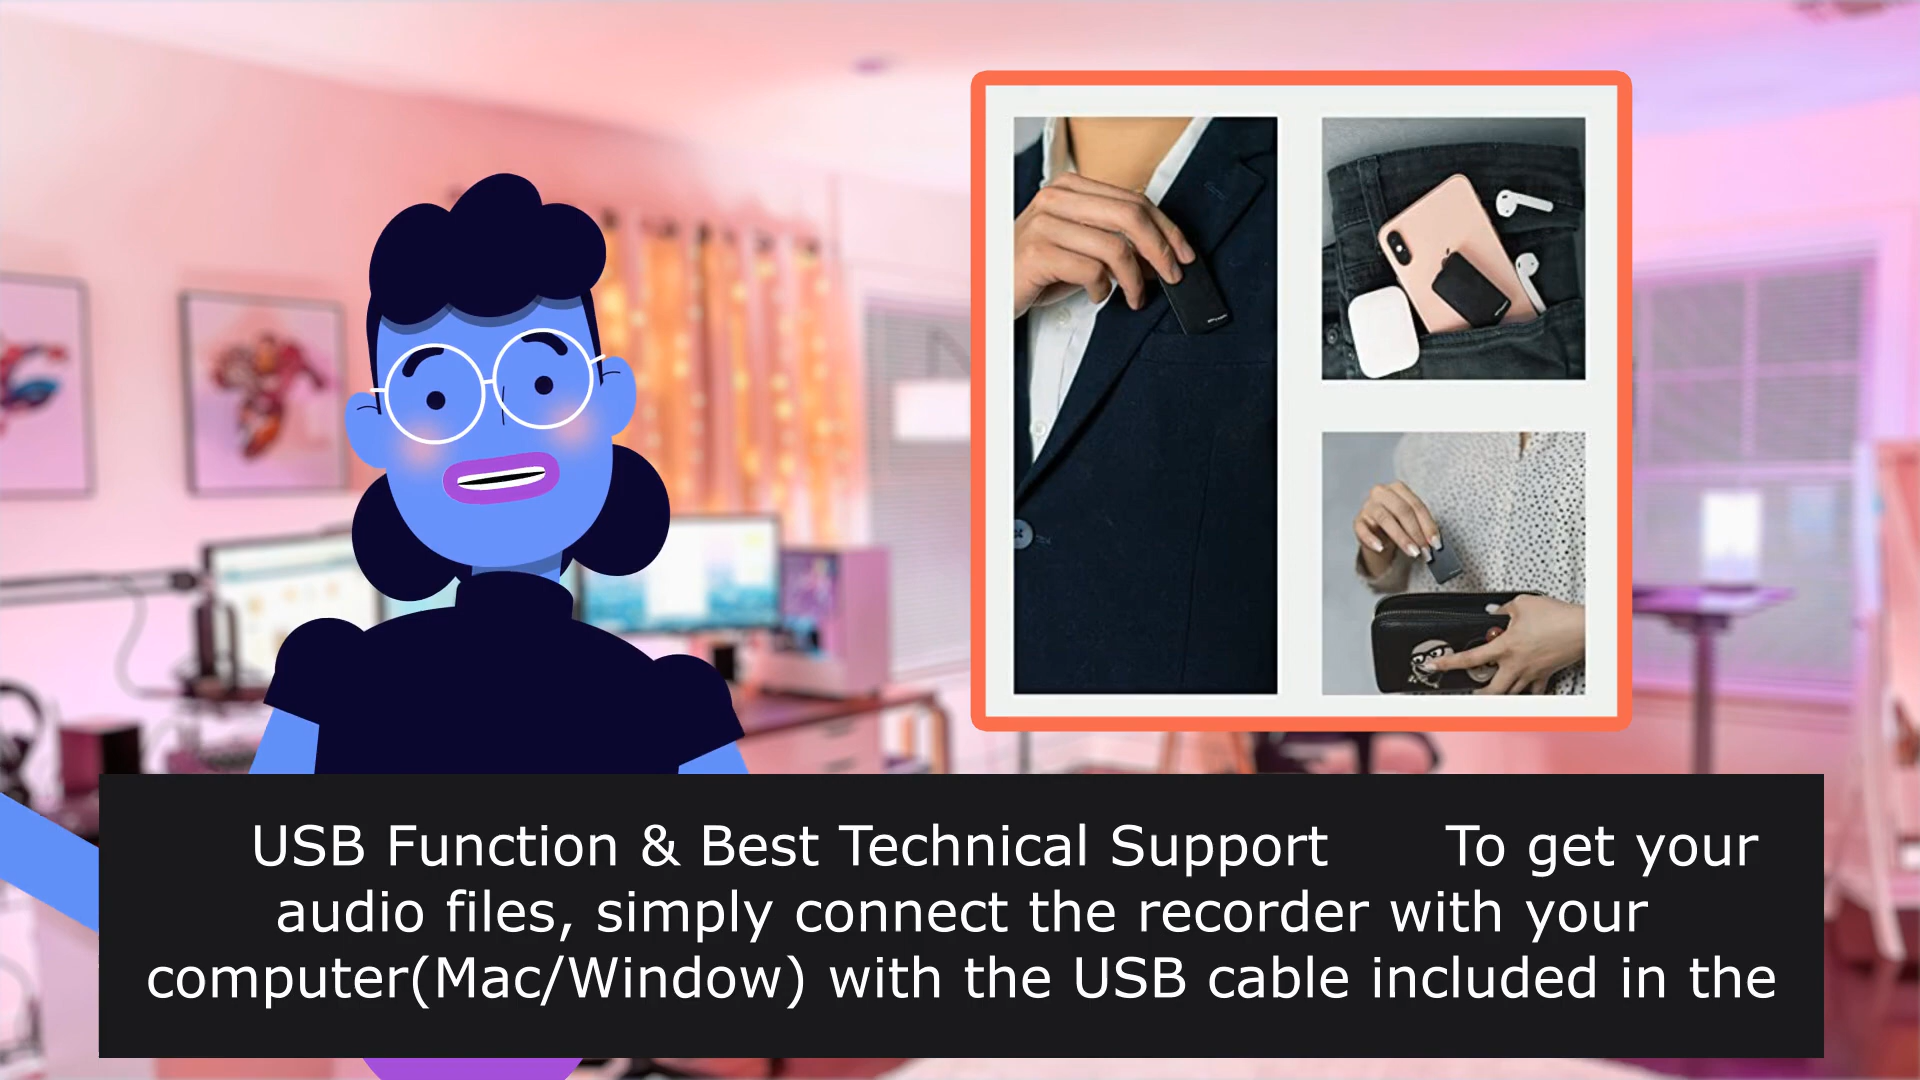 USB Function & Best Technical Support To get your
audio files, simply connect the recorder with your
computer(Mac/Window) with the USB cable included in the